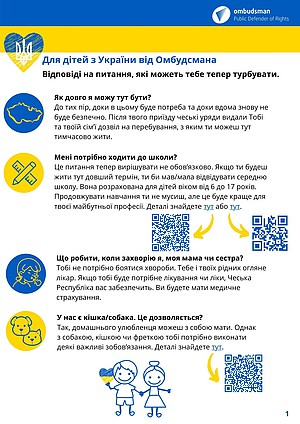 ombudsman
Public Defender of Rights
Для дітей з України від Омбудсмана
Відповіді на питання, які можеть тебе тепер турбувати.
Як довго я можу тут бути?
До тих пір, доки в цьому буде потреба та доки вдома знову не
буде безпечно. Після твого приїзду чеські уряди видали Тобі
та твоїй сім'ї дозвіл на перебування, з яким ти можеш тут
тимчасово жити.
Мені потрібно ходити до школи?
Це питання тепер вирішувати не обов'язково. Якщо ти будеш
жити тут довший термін, ти би мав/мала відвідувати середню
школу. Вона розрахована для дітей віком від 6 до 17 років.
Продовжувати навчання ти не мусиш, але це буде краще для
твоєї майбутньої професії. Деталі знайдете тут або тут.
Що робити, коли захворію я, моя мама чи сестра?
Тобі не потрібно боятися хвороби. Тебе і твоїх рідних огляне
лікар. Якщо тобі буде потрібне лікування чи ліки, Чеська
Республіка вас забезпечить. Ви будете мати медичне
страхування.
У нас є кішка/собака. Це дозволяється?
Так, домашнього улюбленця можеш з собою мати. Однак
з собакою, кішкою чи фреткою тобі потрібно виконати
деякі важливі зобов'язання. Деталі знайдете тут.
1